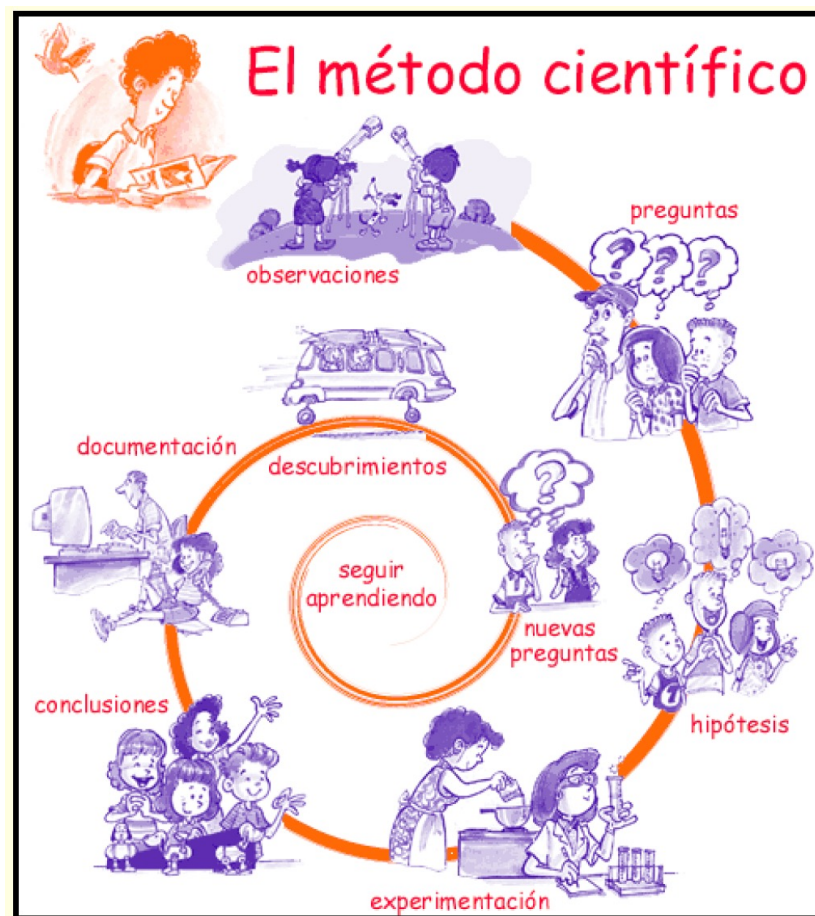 El método científico
observaciones
preguntas
hipótesis
experimentación
conclusiones
documentación
descubrimientos
nuevas
preguntas
seguir
aprendiendo